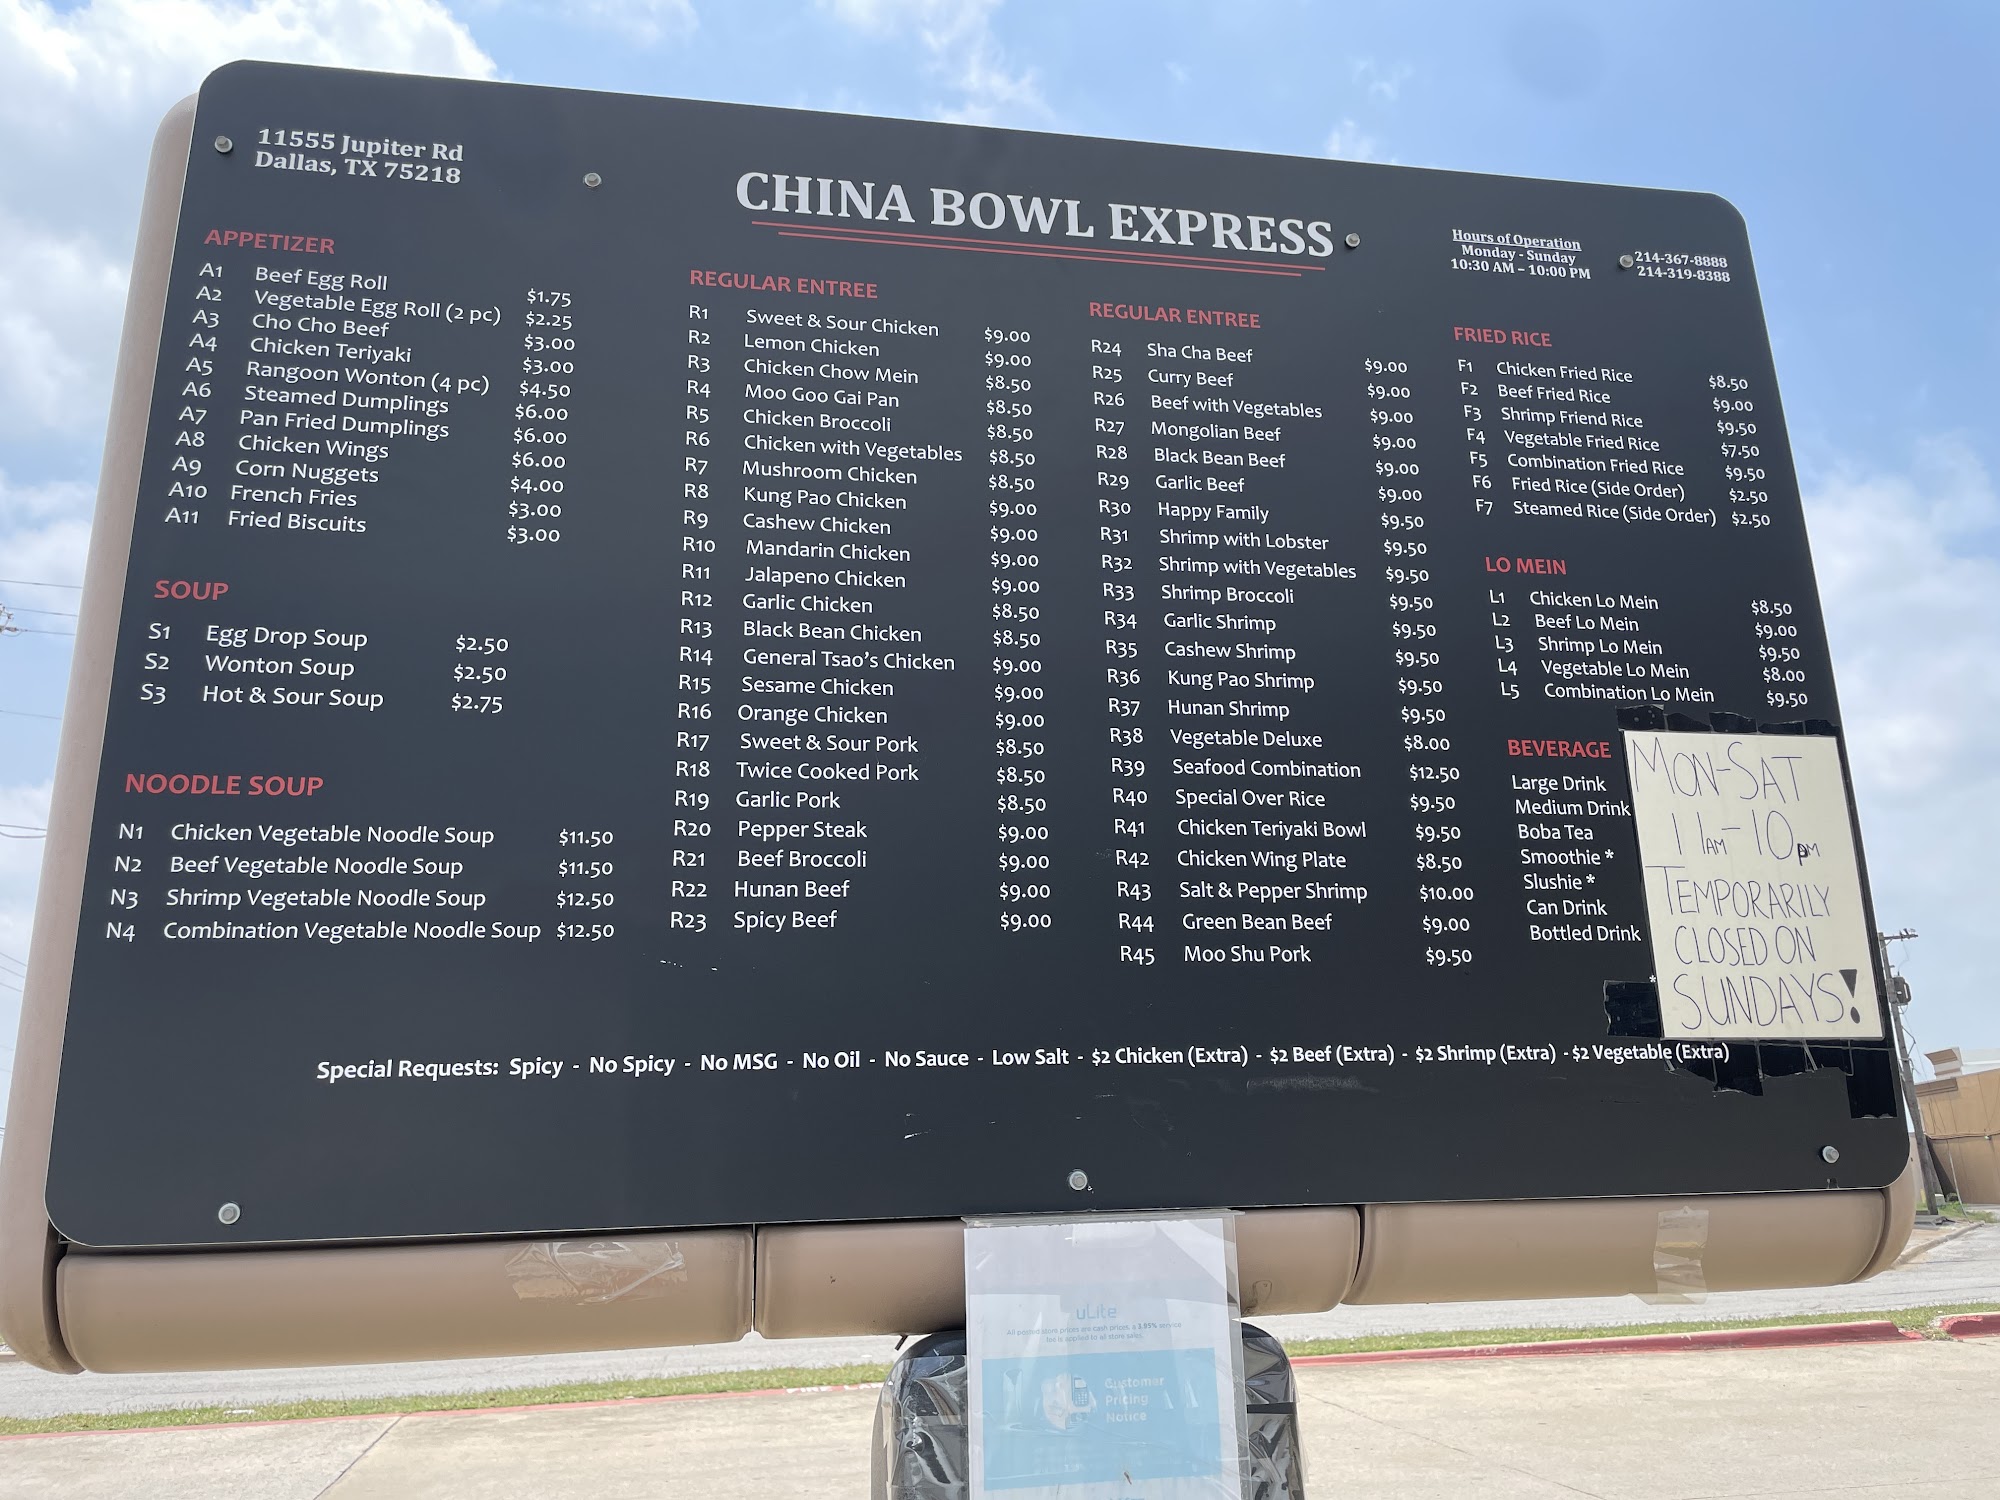 11555 Jupiter Rd
Dallas, TX 75218
CHINA BOWL EXPRESS
Hours of Operation
Monday - Sunday
10:30 AM – 10:00 PM
214-367-8888
214-319-8388
APPETIZER
A1 Beef Egg Roll $1.75
A2 Vegetable Egg Roll (2 pc) $2.25
A3 Cho Cho Beef $3.00
A4 Chicken Teriyaki $3.00
A5 Rangoon Wonton (4 pc) $4.50
A6 Steamed Dumplings $6.00
A7 Pan Fried Dumplings $6.00
A8 Chicken Wings $6.00
A9 Corn Nuggets $4.00
A10 French Fries $3.00
A11 Fried Biscuits $3.00
SOUP
S1 Egg Drop Soup $2.50
S2 Wonton Soup $2.50
S3 Hot & Sour Soup $2.75
NOODLE SOUP
N1 Chicken Vegetable Noodle Soup $11.50
N2 Beef Vegetable Noodle Soup $11.50
N3 Shrimp Vegetable Noodle Soup $12.50
N4 Combination Vegetable Noodle Soup $12.50
REGULAR ENTREE
R1 Sweet & Sour Chicken $9.00
R2 Lemon Chicken $9.00
R3 Chicken Chow Mein $8.50
R4 Moo Goo Gai Pan $8.50
R5 Chicken Broccoli $8.50
R6 Chicken with Vegetables $8.50
R7 Mushroom Chicken $8.50
R8 Kung Pao Chicken $9.00
R9 Cashew Chicken $9.00
R10 Mandarin Chicken $9.00
R11 Jalapeno Chicken $9.00
R12 Garlic Chicken $8.50
R13 Black Bean Chicken $8.50
R14 General Tsao's Chicken $9.00
R15 Sesame Chicken $9.00
R16 Orange Chicken $9.00
R17 Sweet & Sour Pork $8.50
R18 Twice Cooked Pork $8.50
R19 Garlic Pork $8.50
R20 Pepper Steak $9.00
R21 Beef Broccoli $9.00
R22 Hunan Beef $9.00
R23 Spicy Beef $9.00
REGULAR ENTREE
R24 Sha Cha Beef $9.00
R25 Curry Beef $9.00
R26 Beef with Vegetables $9.00
R27 Mongolian Beef $9.00
R28 Black Bean Beef $9.00
R29 Garlic Beef $9.00
R30 Happy Family $9.50
R31 Shrimp with Lobster $9.50
R32 Shrimp with Vegetables $9.50
R33 Shrimp Broccoli $9.50
R34 Garlic Shrimp $9.50
R35 Cashew Shrimp $9.50
R36 Kung Pao Shrimp $9.50
R37 Hunan Shrimp $9.50
R38 Vegetable Deluxe $8.00
R39 Seafood Combination $12.50
R40 Special Over Rice $9.50
R41 Chicken Teriyaki Bowl $9.50
R42 Chicken Wing Plate $8.50
R43 Salt & Pepper Shrimp $10.00
R44 Green Bean Beef $9.00
R45 Moo Shu Pork $9.50
FRIED RICE
F1 Chicken Fried Rice $8.50
F2 Beef Fried Rice $9.00
F3 Shrimp Friend Rice $9.50
F4 Vegetable Fried Rice $7.50
F5 Combination Fried Rice $9.50
F6 Fried Rice (Side Order) $2.50
F7 Steamed Rice (Side Order) $2.50
LO MEIN
L1 Chicken Lo Mein $8.50
L2 Beef Lo Mein $9.00
L3 Shrimp Lo Mein $9.50
L4 Vegetable Lo Mein $8.00
L5 Combination Lo Mein $9.50
BEVERAGE
Large Drink
Medium Drink
Boba Tea
Smoothie *
Slushie *
Can Drink
Bottled Drink
*
MON-SAT
11AM-10PM
TEMPORARILY
CLOSED ON
SUNDAYS!
Special Requests: Spicy - No Spicy - No MSG - No Oil - No Sauce - Low Salt - $2 Chicken (Extra) - $2 Beef (Extra) - $2 Shrimp (Extra) - $2 Vegetable (Extra)
uLite
All posted store prices are cash prices, a 3.85% service
fee is applied to all store sales.
Customer
Pricing
Notice